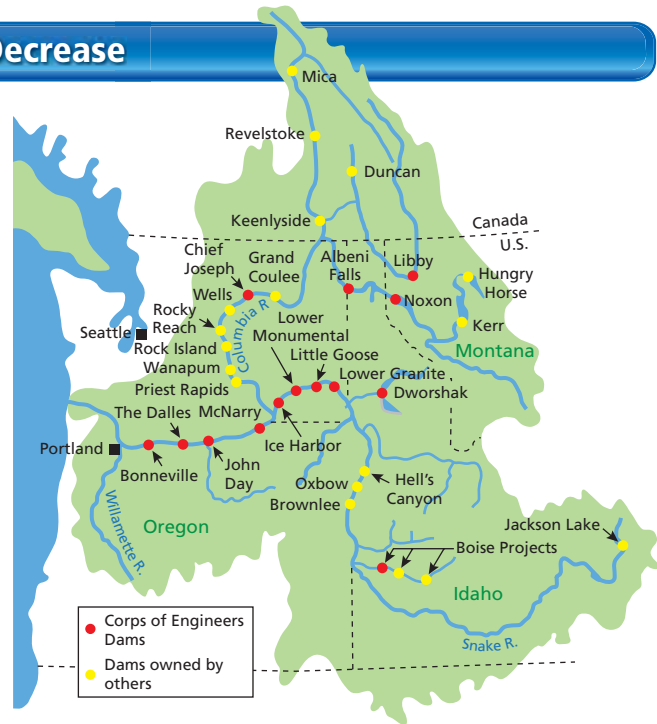 Decrease
Mica
Revelstoke
Duncan
Keenlyside
Canada
U.S.
Chief
Joseph
Grand
Coulee
Albeni
Falls
Libby
Hungry
Horse
Wells
Noxon
Rocky
Reach
Columbia R.
Lower
Monumental
Kerr
Seattle
Rock Island
Little Goose
Montana
Wanapum
Lower Granite
Priest Rapids
Dworshak
The Dalles
McNarry
Ice Harbor
Portland
Bonneville
John
Day
Hell's
Canyon
Oxbow
Brownlee
Willamette R.
Oregon
Jackson Lake
Boise Projects
Idaho
Snake R.
Corps of Engineers
Dams
Dams owned by
others